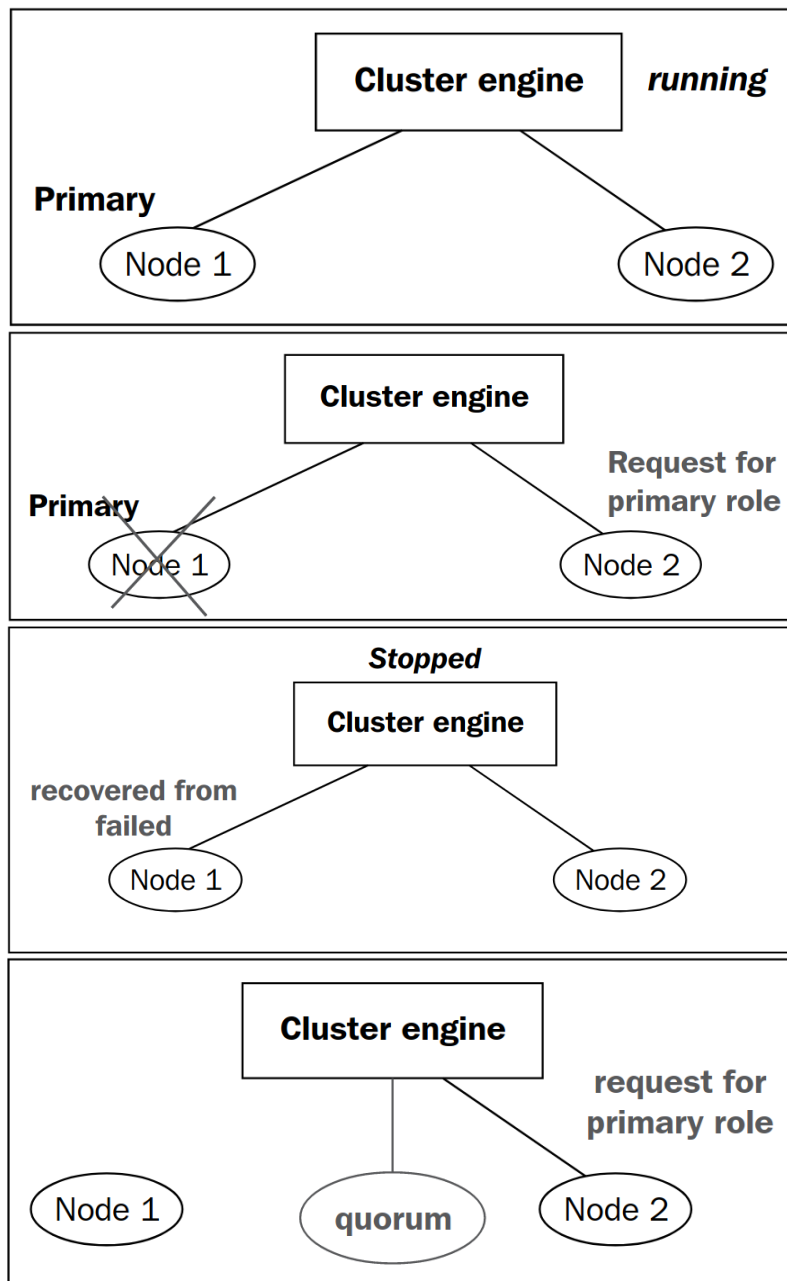 Cluster engine
running
Primary
Node 1
Node 2
Cluster engine
Request for
primary role
Primary
Node 1
Node 2
Stopped
Cluster engine
recovered from
failed
Node 1
Node 2
Cluster engine
request for
primary role
Node 1
quorum
Node 2